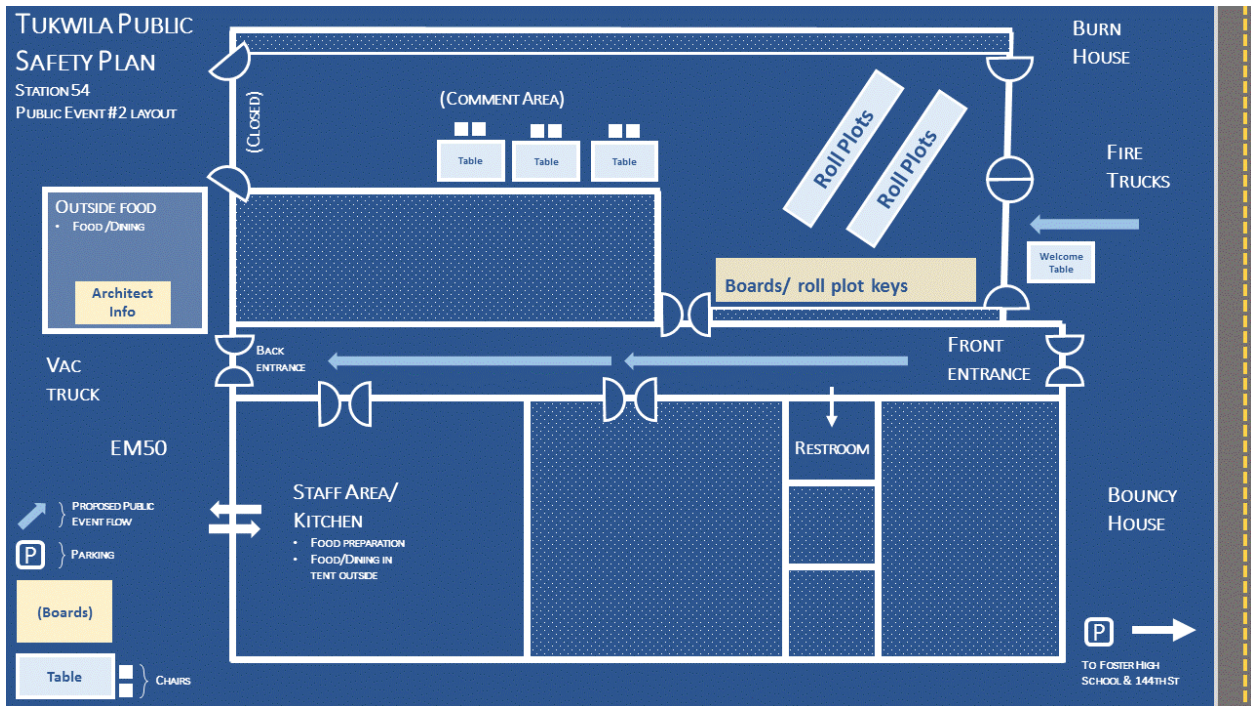 TUKWILA PUBLIC
SAFETY PLAN
STATION 54
PUBLIC EVENT #2 LAYOUT
(CLOSED)
(COMMENT AREA)
Table
Table
Table
Roll Plots
Roll Plots
BURN
HOUSE
FIRE
TRUCKS
Welcome
Table
Boards/ roll plot keys
OUTSIDE FOOD
• FOOD /DINING
Architect
Info
BACK
ENTRANCE
FRONT
ENTRANCE
VAC
TRUCK
EM50
RESTROOM
STAFF AREA/
KITCHEN
• FOOD PREPARATION
• FOOD/DINING IN
TENT OUTSIDE
BOUNCY
HOUSE
PROPOSED PUBLIC
EVENT FLOW
P
PARKING
(Boards)
Table
CHAIRS
P
TO FOSTER HIGH
SCHOOL & 144TH ST